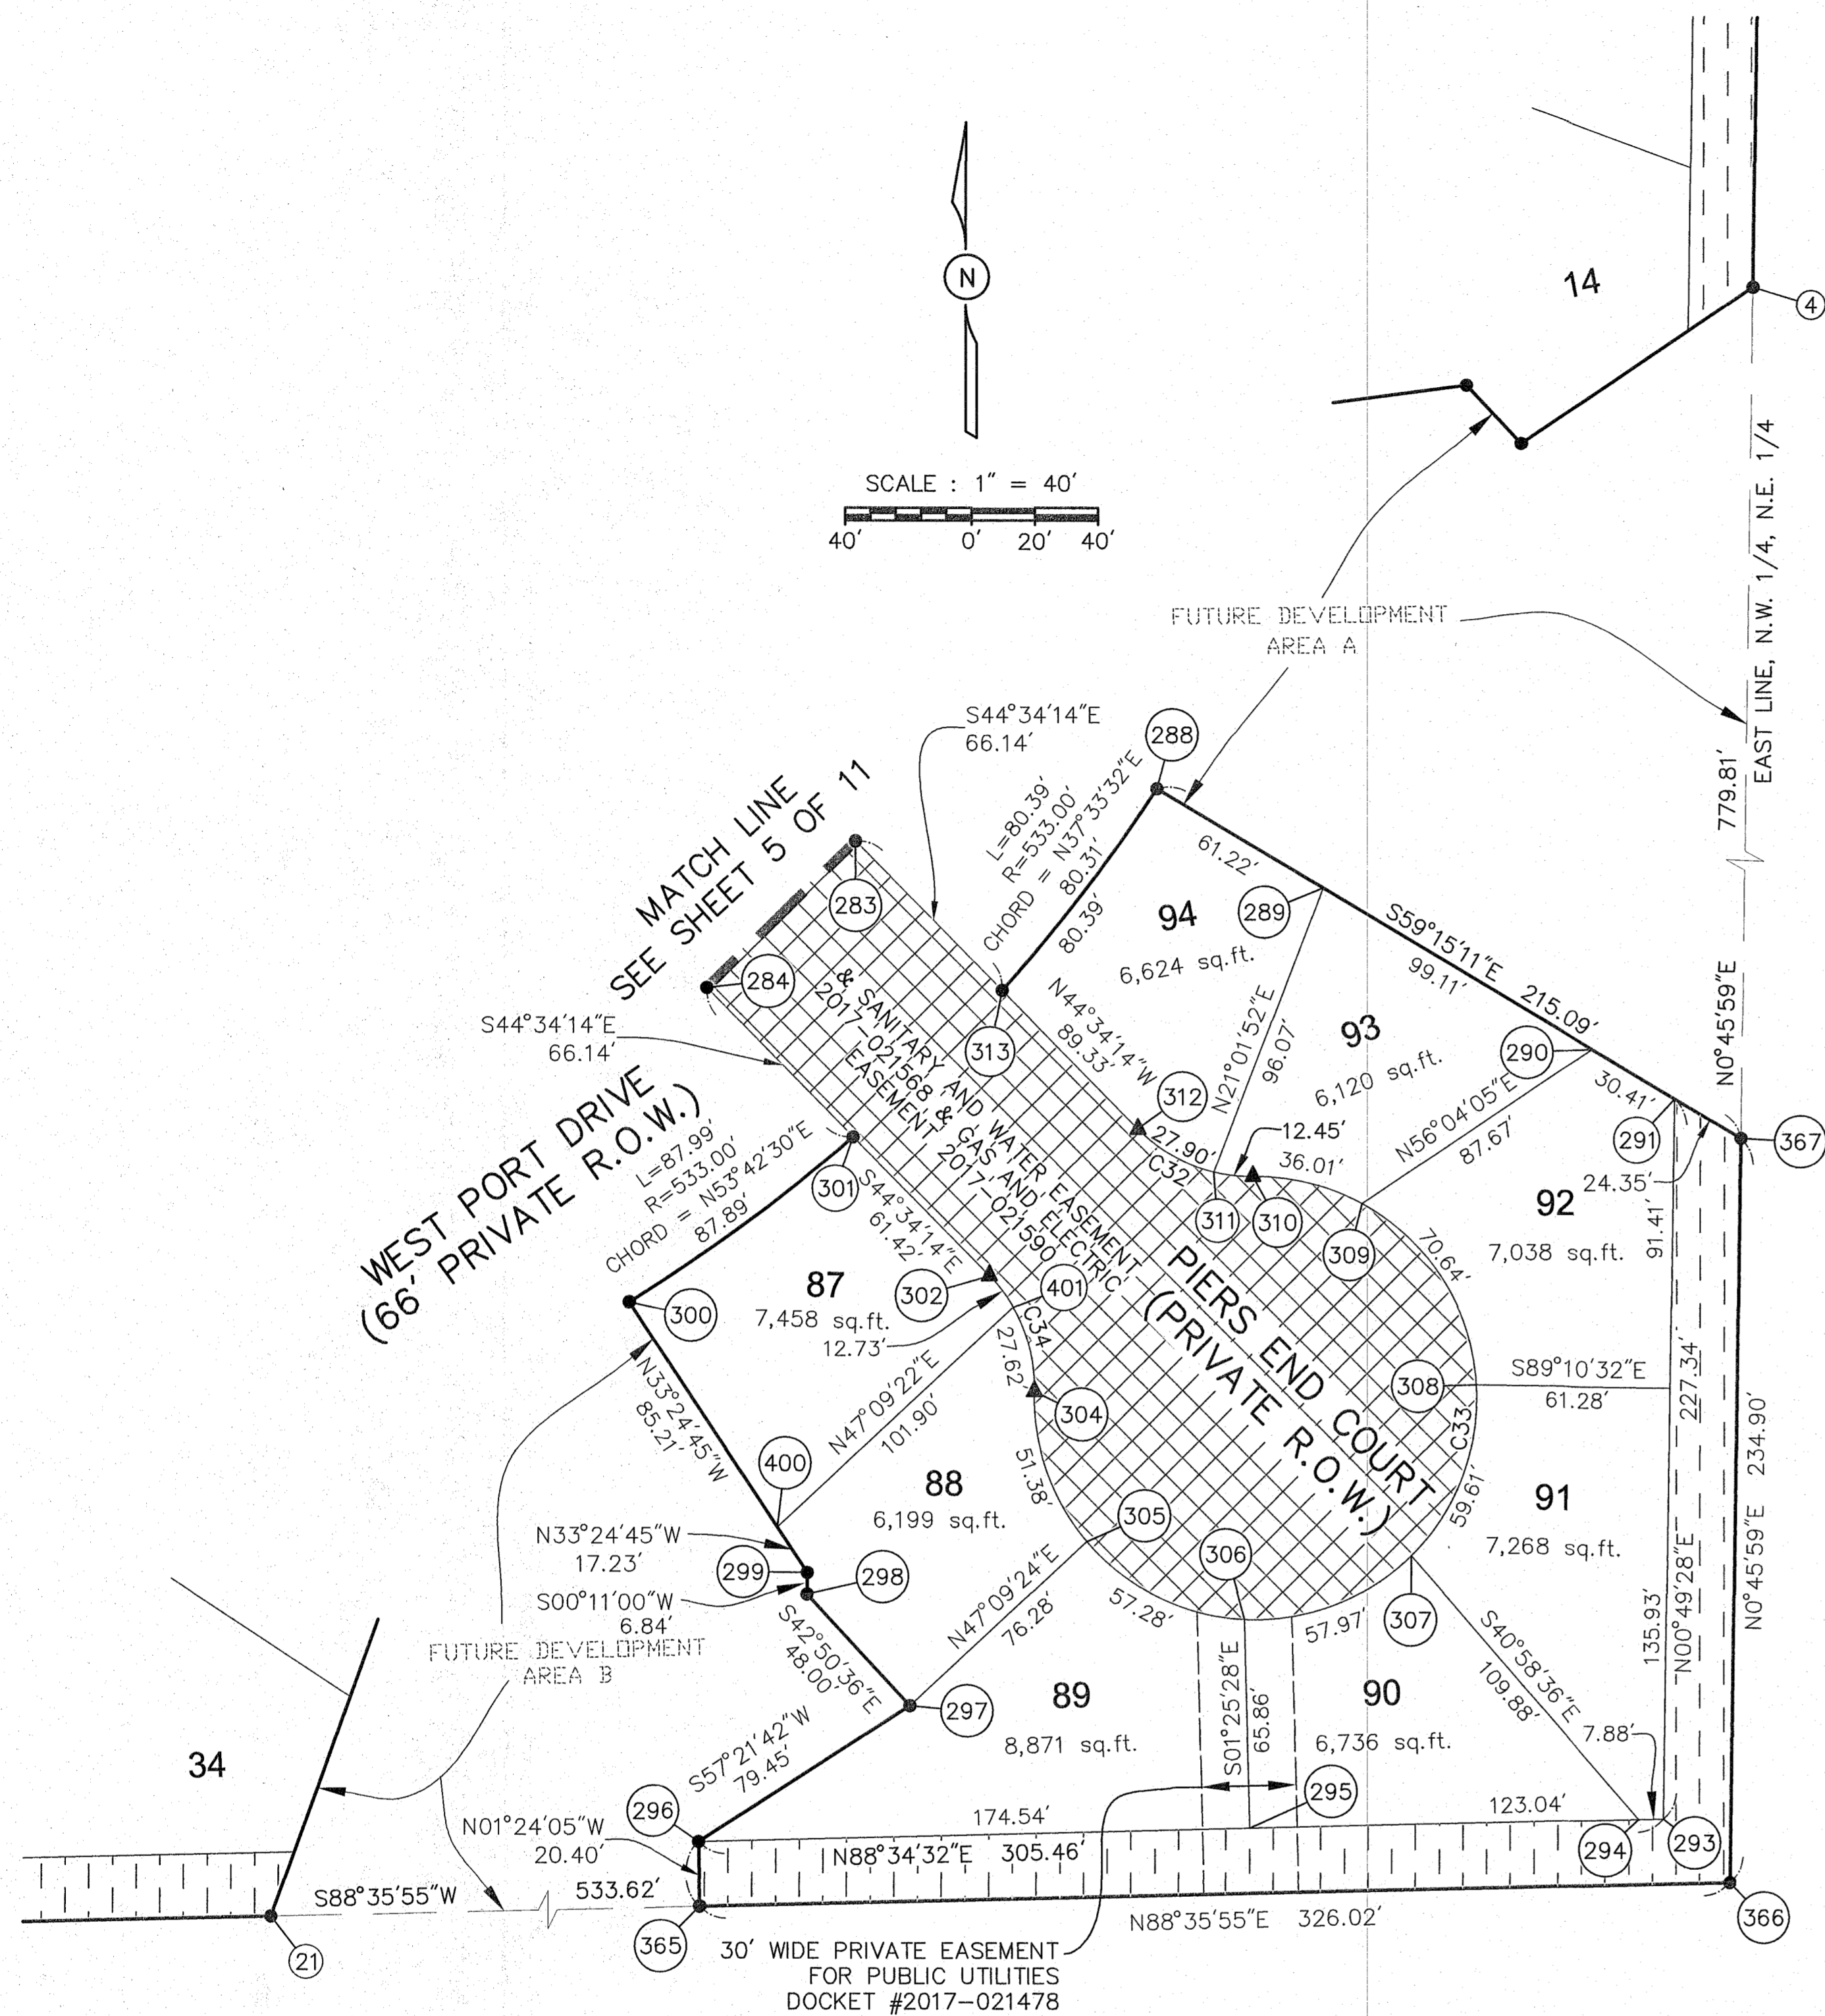 14
4
N
SCALE : 1" = 40'
40' 0' 20' 40'
EAST LINE, N.W. 1/4, N.E. 1/4
779.81'
N0°45'59"E
FUTURE DEVELOPMENT
AREA A
S44°34'14"E
66.14'
288
L=80.39'
R=533.00'
CHORD = N37°33'32"E
80.31'
80.39'
MATCH LINE
SEE SHEET 5 OF 11
283
284
61.22'
289
94
6,624 sq.ft.
S59°15'11"E 215.09'
99.11'
S44°34'14"E
66.14'
& SANITARY AND WATER EASEMENT
2017-021568 & GAS AND ELECTRIC
EASEMENT 2017-021590
313
N44°34'14"W
89.33'
312
N21°01'52"E
96.07'
93
6,120 sq.ft.
290
30.41'
291
367
24.35'
N56°04'05"E
87.67'
27.90'
C32
12.45'
36.01'
311
310
309
WEST PORT DRIVE
(66' PRIVATE R.O.W.)
L=87.99'
R=533.00'
CHORD = N53°42'30"E
87.89'
301
S44°34'14"E
61.42'
92
7,038 sq.ft.
91.41'
70.64'
300
87
7,458 sq.ft.
12.73'
302
401
C34
27.62'
PIERS END COURT
(PRIVATE R.O.W.)
308
S89°10'32"E
61.28'
227.34'
C33
N33°24'45"W
85.21'
N47°09'22"E
101.90'
304
400
88
6,199 sq.ft.
51.38'
305
306
59.61'
91
7,268 sq.ft.
N0°45'59"E 234.90'
N33°24'45"W
17.23'
299
298
S00°11'00"W
6.84'
FUTURE DEVELOPMENT
AREA B
S42°50'36"E
48.00'
N47°09'24"E
76.28'
57.28'
57.97'
307
135.93'
N00°49'28"E
S40°58'36"E
109.88'
297
89
8,871 sq.ft.
S01°25'28"E
65.86'
90
6,736 sq.ft.
7.88'
34
S57°21'42"W
79.45'
296
295
N01°24'05"W
20.40'
174.54'
123.04'
N88°34'32"E 305.46'
294
293
S88°35'55"W
533.62'
N88°35'55"E 326.02'
21
365
366
30' WIDE PRIVATE EASEMENT
FOR PUBLIC UTILITIES
DOCKET #2017-021478